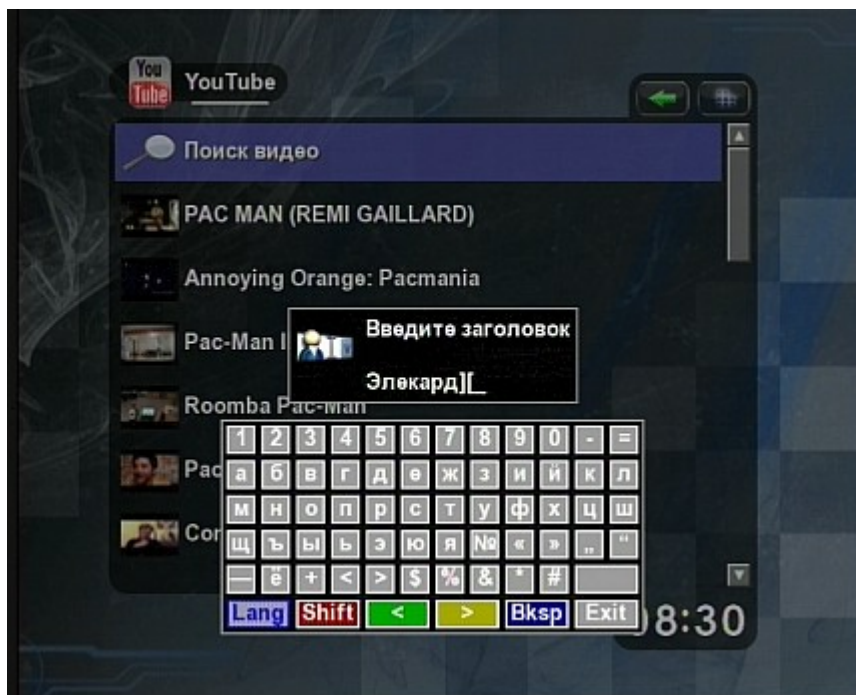 You
Tube
YouTube
Поиск видео
PAC MAN (REMI GAILLARD)
Annoying Orange: Pacmania
Pac-Man
Введите заголовок
Элекард][_
Roomba Pac-Man
1 2 3 4 5 6 7 8 9 0 - =
Pac
а б в г д е ж з и й к л
м н о п р с т у ф х ц ш
Cor
щ ъ ы ь э ю я № « » „ “
— ё + < > $ % & * #
Lang Shift < > Bksp Exit
08:30